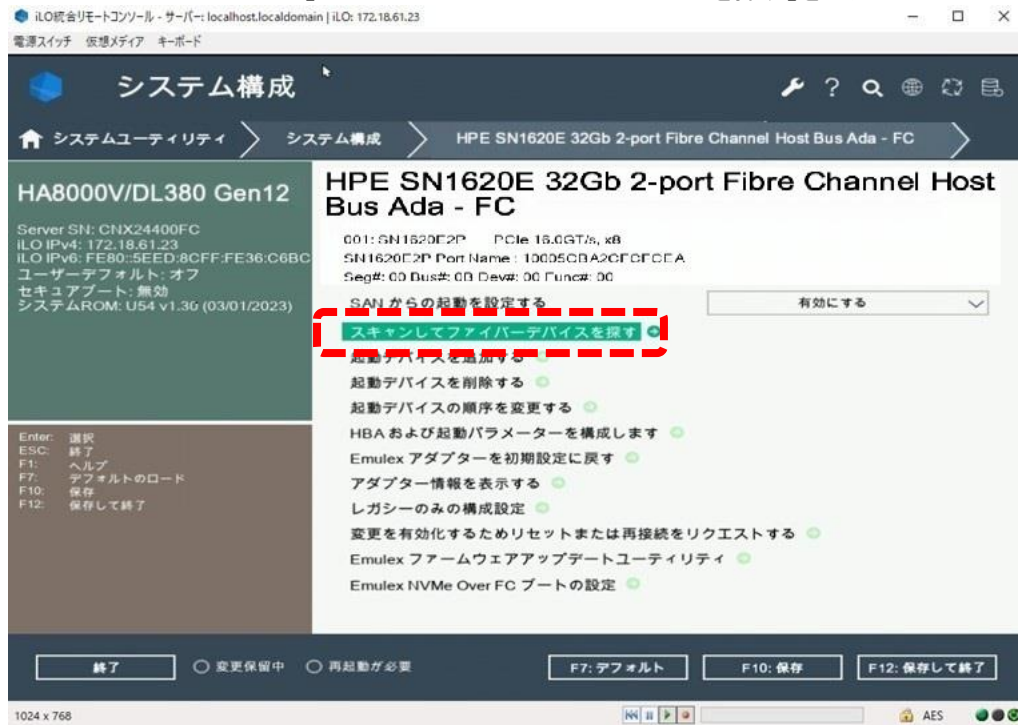 iLO統合リモートコンソール - サーバー: localhost.localdomain | iLO: 172.18.61.23
電源スイッチ 仮想メディア キーボード
システム構成
システムユーティリティ システム構成 HPE SN1620E 32Gb 2-port Fibre Channel Host Bus Ada - FC
HA8000V/DL380 Gen12
Server SN: CNX24400FC
iLO IPv4: 172.18.61.23
iLO IPv6: FE80::5EED:8CFF:FE36:C6BC
ユーザーデフォルト: オフ
セキュアブート: 無効
システムROM: U54 v1.30 (03/01/2023)
Enter: 選択
ESC: 終了
F1: ヘルプ
F7: デフォルトのロード
F10: 保存
F12: 保存して終了
HPE SN1620E 32Gb 2-port Fibre Channel Host
Bus Ada - FC
001: SN1620E2P PCIe 16.0GT/s, x8
SN1620E2P Port Name :
Seg#: 00 Bus#: 0B Dev#: 00 Func#: 00
SAN からの起動を設定する 有効にする
スキャンしてファイバーデバイスを探す
起動デバイスを追加する
起動デバイスを削除する
起動デバイスの順序を変更する
HBA および起動パラメーターを構成します
Emulex アダプターを初期設定に戻す
アダプター情報を表示する
レガシーのみの構成設定
変更を有効化するためリセットまたは再接続をリクエストする
Emulex ファームウェアアップデートユーティリティ
Emulex NVMe Over FC ブートの設定
終了 変更保留中 再起動が必要 F7: デフォルト F10: 保存 F12: 保存して終了
1024 x 768 AES